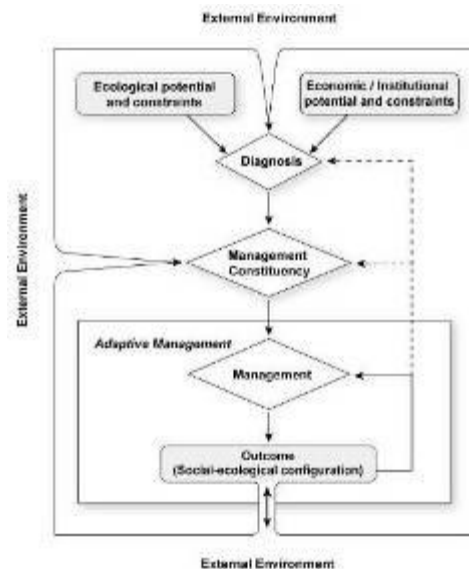 External Environment
Ecological potential
and constraints
Economic / Institutional
potential and constraints
Diagnosis
External Environment
Management
Constituency
Adaptive Management
Management
Outcome
(Social-ecological configuration)
External Environment